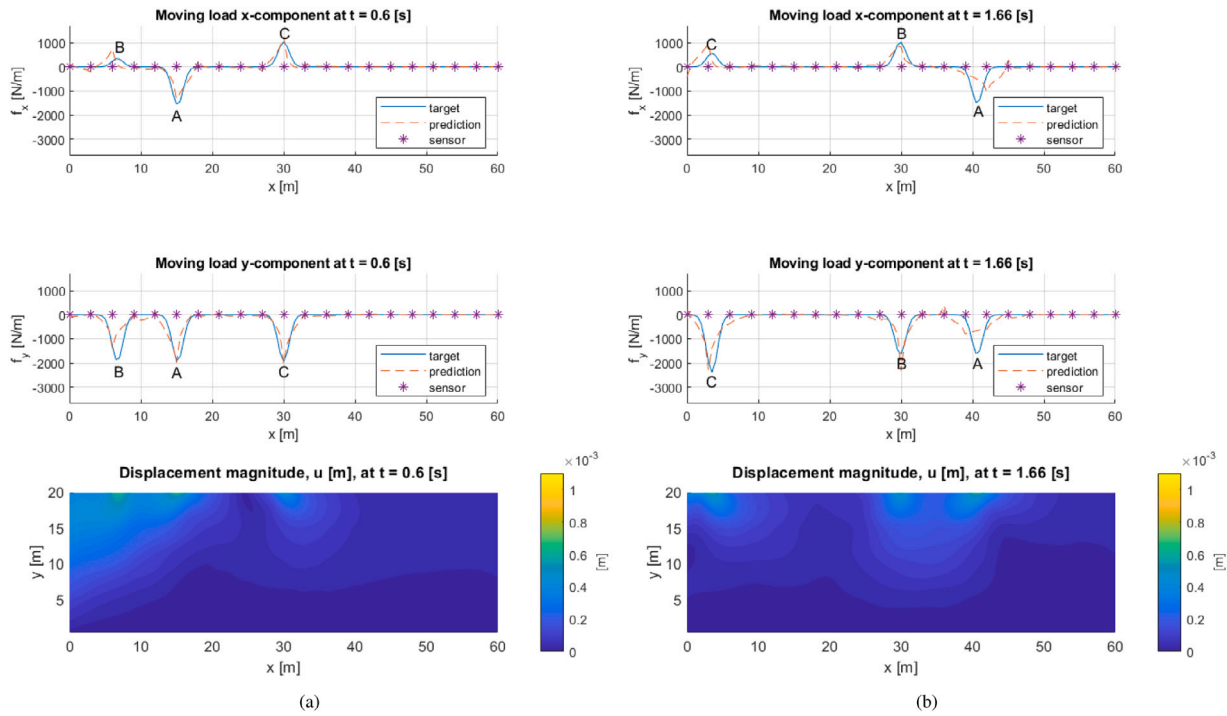 Moving load x-component at t = 0.6 [s]
1000
0
-1000
-2000
-3000
f_x [N/m]
B
A
C
target
prediction
sensor
0 10 20 30 40 50 60
x [m]
Moving load y-component at t = 0.6 [s]
1000
0
-1000
-2000
-3000
f_y [N/m]
B
A
C
target
prediction
sensor
0 10 20 30 40 50 60
x [m]
Displacement magnitude, u [m], at t = 0.6 [s]
20
15
10
5
y [m]
0 10 20 30 40 50 60
x [m]
×10^-3
1
0.8
0.6
0.4
0.2
0
[m]
(a)
Moving load x-component at t = 1.66 [s]
1000
0
-1000
-2000
-3000
f_x [N/m]
C
B
A
target
prediction
sensor
0 10 20 30 40 50 60
x [m]
Moving load y-component at t = 1.66 [s]
1000
0
-1000
-2000
-3000
f_y [N/m]
C
B
A
target
prediction
sensor
0 10 20 30 40 50 60
x [m]
Displacement magnitude, u [m], at t = 1.66 [s]
20
15
10
5
y [m]
0 10 20 30 40 50 60
x [m]
×10^-3
1
0.8
0.6
0.4
0.2
0
[m]
(b)